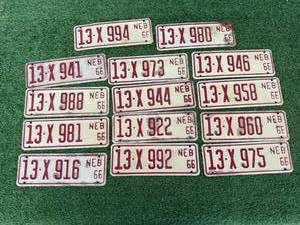 13-X 994 NEB 66
13-X 980 NEB 66
13-X 941 NEB 66
13-X 973 NEB 66
13-X 946 NEB 66
13-X 988 NEB 66
13-X 944 NEB 66
13-X 958 NEB 66
13-X 981 NEB 66
13-X 922 NEB 66
13-X 960 NEB 66
13-X 916 NEB 66
13-X 992 NEB 66
13-X 975 NEB 66